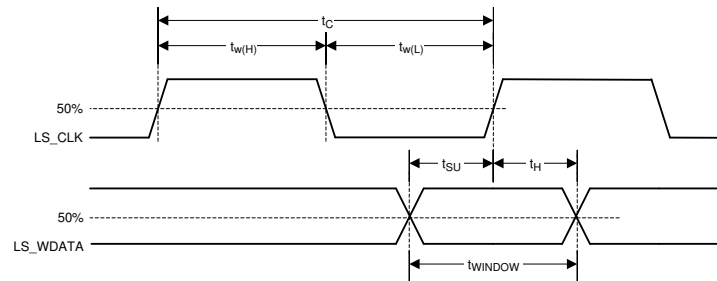 tC
tw(H)
tw(L)
50%
LS_CLK
tSU
tH
50%
LS_WDATA
tWINDOW